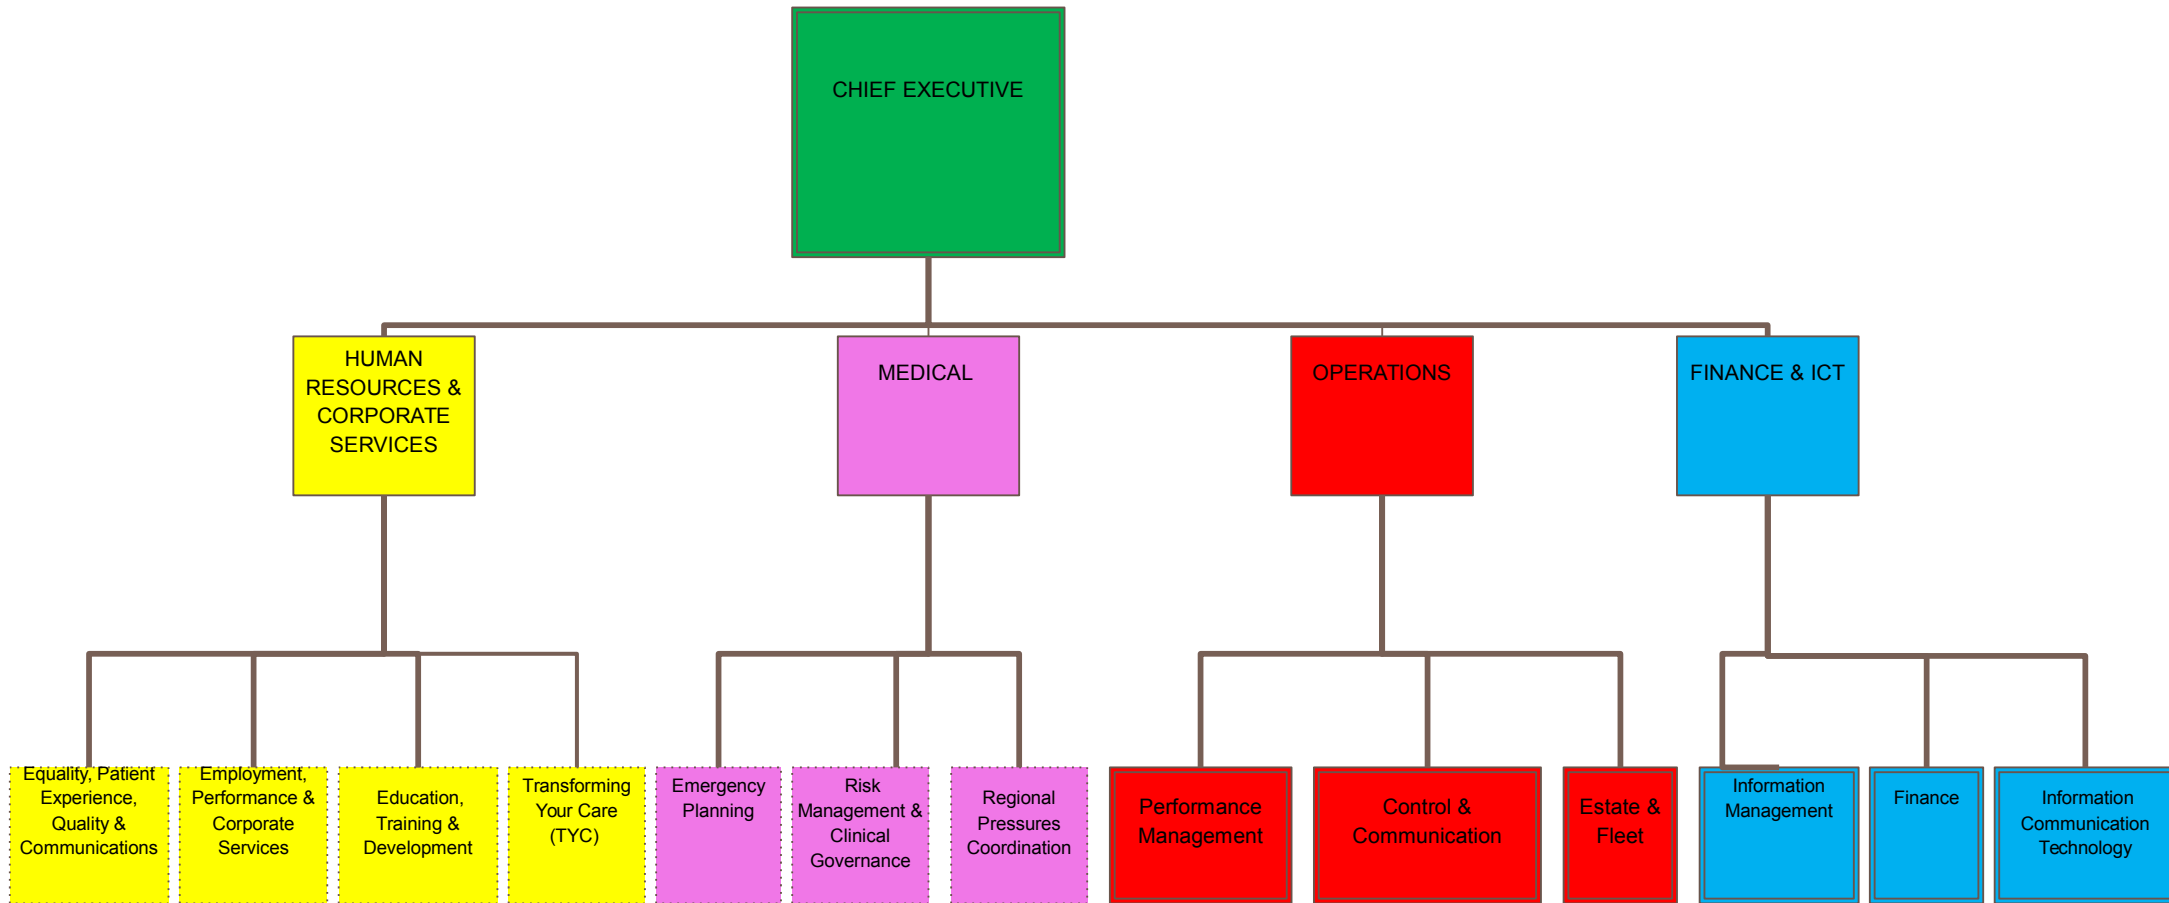 CHIEF EXECUTIVE
HUMAN
RESOURCES &
CORPORATE
SERVICES
MEDICAL
OPERATIONS
FINANCE & ICT
Equality, Patient
Experience,
Quality &
Communications
Employment,
Performance &
Corporate
Services
Education,
Training &
Development
Transforming
Your Care
(TYC)
Emergency
Planning
Risk
Management &
Clinical
Governance
Regional
Pressures
Coordination
Performance
Management
Control &
Communication
Estate &
Fleet
Information
Management
Finance
Information
Communication
Technology